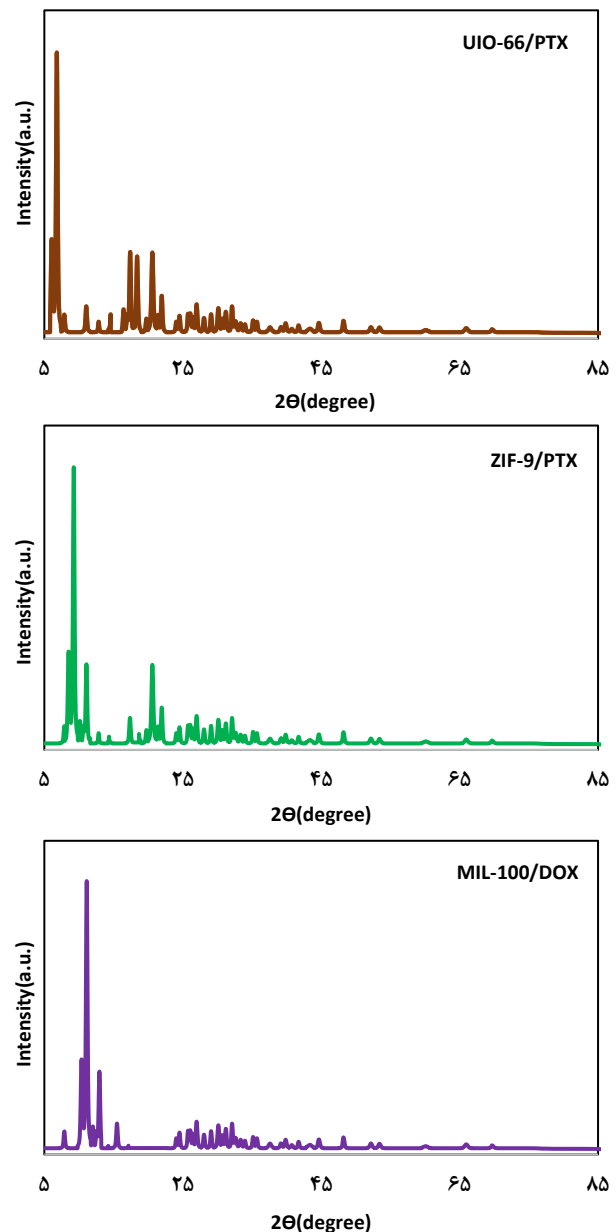 UIO-66/PTX
Intensity(a.u.)
۵ ۲۵ ۴۵ ۶۵ ۸۵
2Θ(degree)
ZIF-9/PTX
Intensity(a.u.)
۵ ۲۵ ۴۵ ۶۵ ۸۵
2Θ(degree)
MIL-100/DOX
Intensity(a.u.)
۵ ۲۵ ۴۵ ۶۵ ۸۵
2Θ(degree)